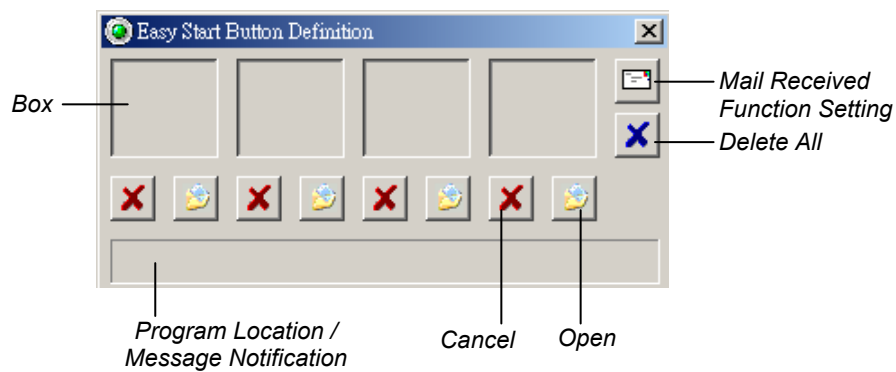 Easy Start Button Definition
Box
Mail Received
Function Setting
Delete All
Program Location /
Message Notification
Cancel
Open